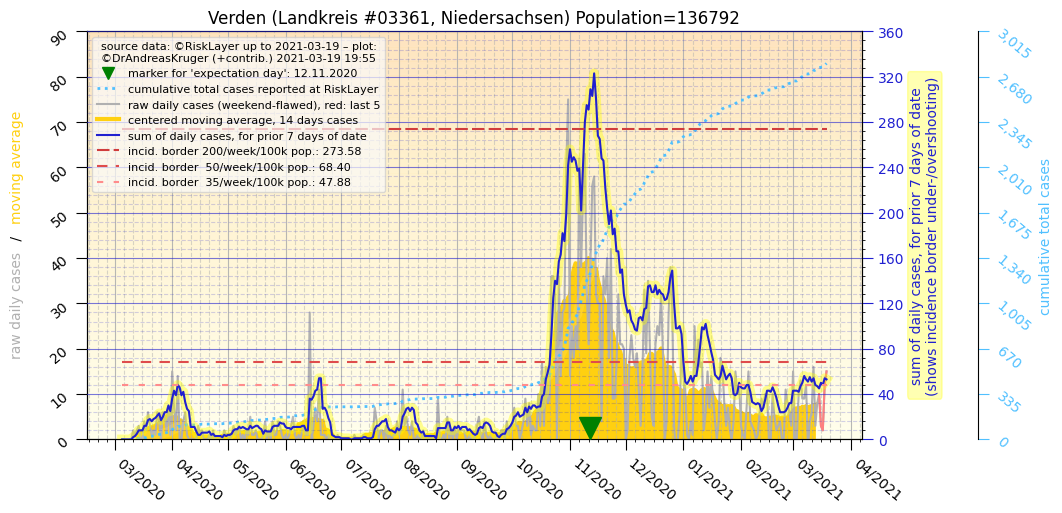 Verden (Landkreis #03361, Niedersachsen) Population=136792
source data: ©RiskLayer up to 2021-03-19 – plot:
©DrAndreasKruger (+contrib.) 2021-03-19 19:55
marker for 'expectation day': 12.11.2020
cumulative total cases reported at RiskLayer
raw daily cases (weekend-flawed), red: last 5
centered moving average, 14 days cases
sum of daily cases, for prior 7 days of date
incid. border 200/week/100k pop.: 273.58
incid. border  50/week/100k pop.: 68.40
incid. border  35/week/100k pop.: 47.88
raw daily cases / moving average
90
80
70
60
50
40
30
20
10
0
360
320
280
240
200
160
120
80
40
0
sum of daily cases, for prior 7 days of date
(shows incidence border under-/overshooting)
3,015
2,680
2,345
2,010
1,675
1,340
1,005
670
335
0
cumulative total cases
03/2020
04/2020
05/2020
06/2020
07/2020
08/2020
09/2020
10/2020
11/2020
12/2020
01/2021
02/2021
03/2021
04/2021